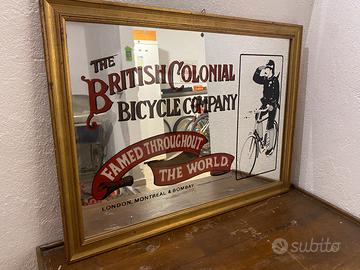 THE
BRITISH COLONIAL
BICYCLE COMPANY
FAMED THROUGHOUT
THE WORLD
LONDON, MONTREAL & BOMBAY
subito